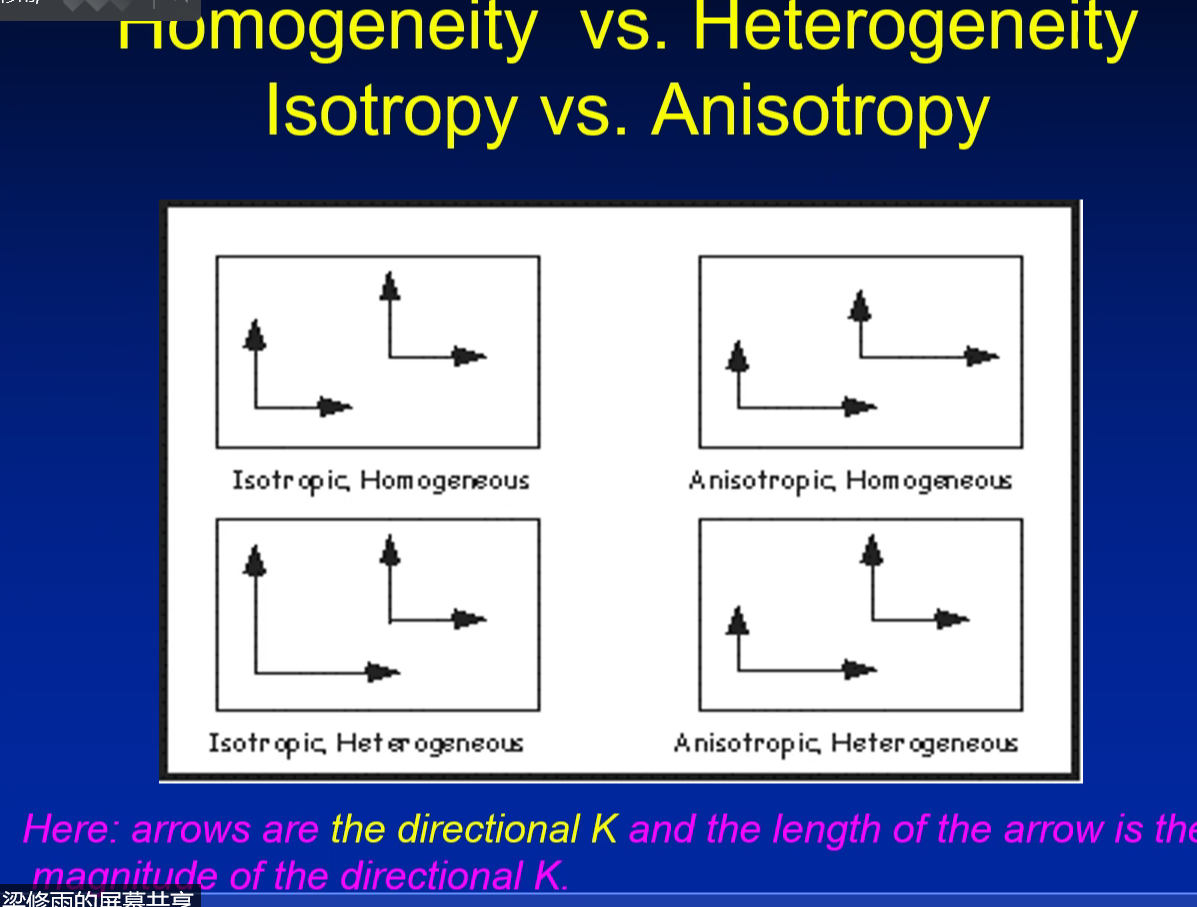 Homogeneity vs. Heterogeneity
Isotropy vs. Anisotropy
Isotropic, Homogeneous
Anisotropic, Homogeneous
Isotropic, Heterogeneous
Anisotropic, Heterogeneous
Here: arrows are the directional K and the length of the arrow is the
magnitude of the directional K.
梁修雨的屏幕共享